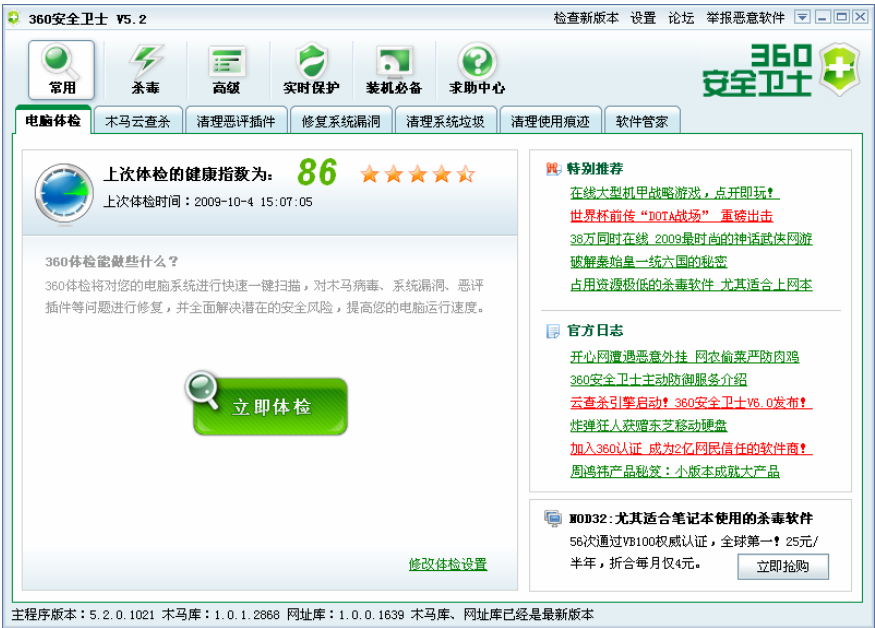 360安全卫士 V5.2
检查新版本 设置 论坛 举报恶意软件
常用 杀毒 高级 实时保护 装机必备 求助中心
360
安全卫士
电脑体检 木马云查杀 清理恶评插件 修复系统漏洞 清理系统垃圾 清理使用痕迹 软件管家
上次体检的健康指数为: 86
上次体检时间：2009-10-4 15:07:05
360体检能做些什么？
360体检将对您的电脑系统进行快速一键扫描，对木马病毒、系统漏洞、恶评
插件等问题进行修复，并全面解决潜在的安全风险，提高您的电脑运行速度。
立即体检
修改体检设置
特别推荐
在线大型机甲战略游戏，点开即玩！
世界杯前传“DOTA战场” 重磅出击
38万同时在线 2009最时尚的神话武侠网游
破解秦始皇一统六国的秘密
占用资源极低的杀毒软件 尤其适合上网本
官方日志
开心网遭遇恶意外挂 网农偷菜严防肉鸡
360安全卫士主动防御服务介绍
云查杀引擎启动！360安全卫士V6.0发布！
炸弹狂人获赠东芝移动硬盘
加入360认证 成为2亿网民信任的软件商！
周鸿祎产品秘笈：小版本成就大产品
NOD32:尤其适合笔记本使用的杀毒软件
56次通过VB100权威认证，全球第一！25元/
半年，折合每月仅4元。
立即抢购
主程序版本：5.2.0.1021 木马库：1.0.1.2868 网址库：1.0.0.1639 木马库、网址库已经是最新版本